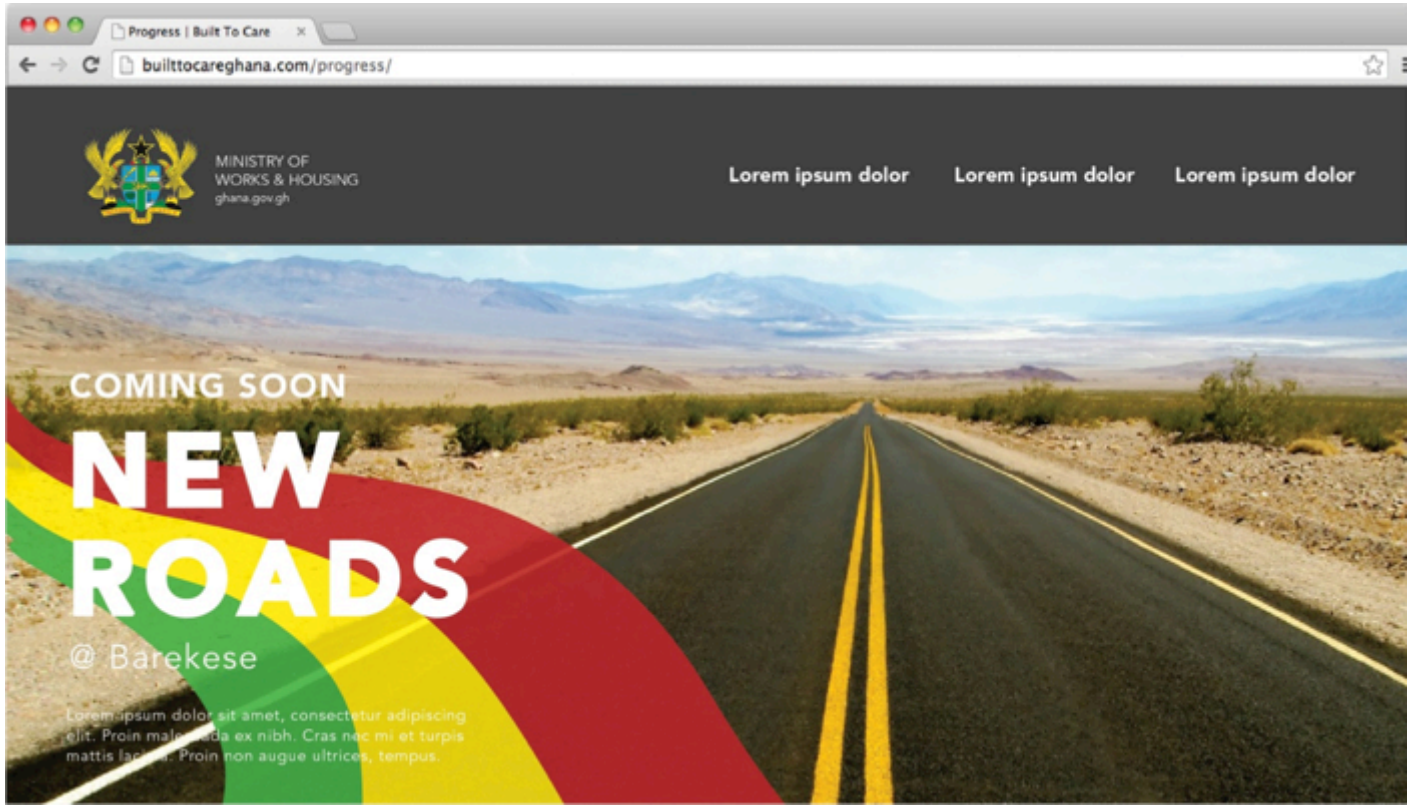 Progress | Built To Care
builttocareghana.com/progress/
MINISTRY OF
WORKS & HOUSING
ghana.gov.gh
Lorem ipsum dolor Lorem ipsum dolor Lorem ipsum dolor
COMING SOON
NEW
ROADS
@ Barekese
Lorem ipsum dolor sit amet, consectetur adipiscing
elit. Proin malesuada ex nibh. Cras nec mi et turpis
mattis Proin non augue ultrices, tempus.